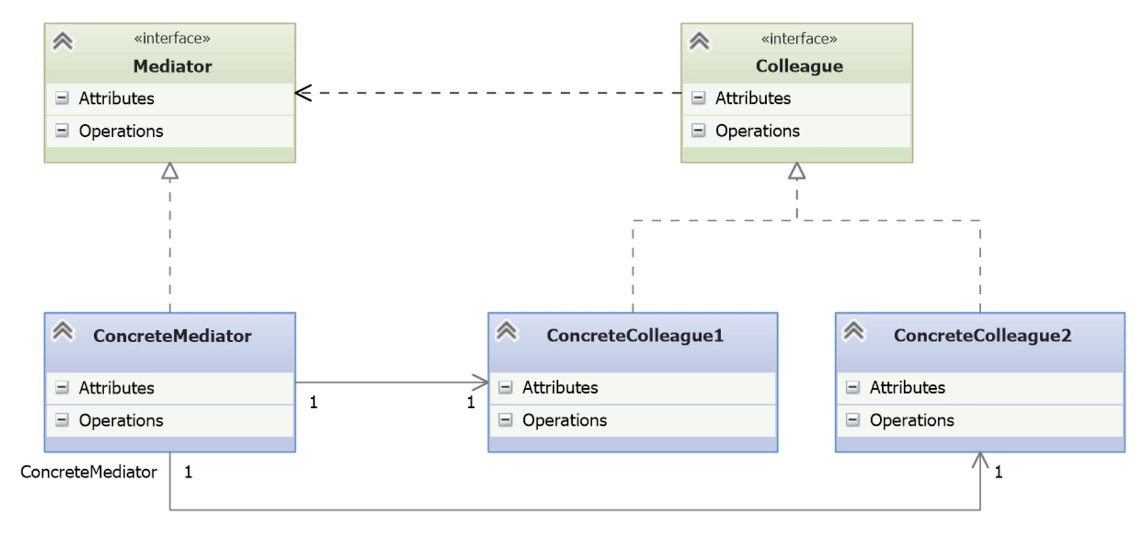 «interface»
Mediator
Attributes
Operations
«interface»
Colleague
Attributes
Operations
ConcreteMediator
Attributes
Operations
1
1
ConcreteColleague1
Attributes
Operations
ConcreteColleague2
Attributes
Operations
ConcreteMediator
1
1